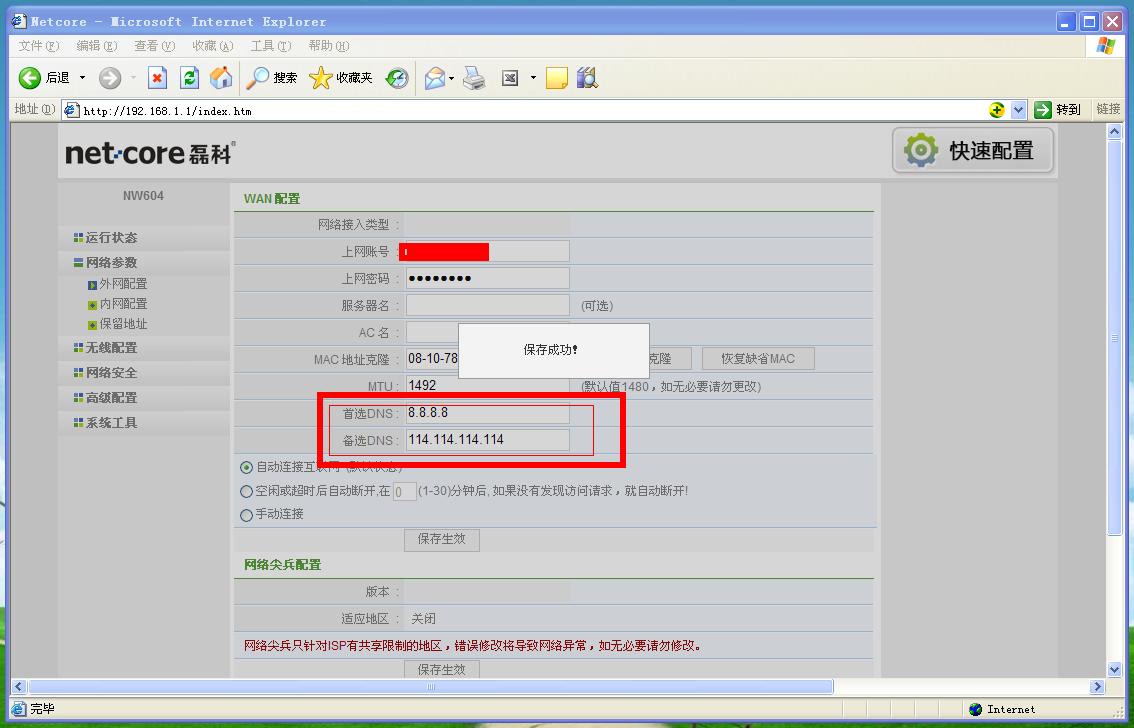 Netcore - Microsoft Internet Explorer
文件(F) 编辑(E) 查看(V) 收藏(A) 工具(T) 帮助(H)
后退 搜索 收藏夹
地址(D) http://192.168.1.1/index.htm 转到 链接
net·core 磊科® 快速配置
NW604
运行状态
网络参数
外网配置
内网配置
保留地址
无线配置
网络安全
高级配置
系统工具
WAN 配置
网络接入类型 :
上网账号 :
上网密码 : ●●●●●●●●
服务器名 : (可选)
AC 名 :
MAC 地址克隆 : 08-10-78 克隆 恢复缺省MAC
保存成功!
MTU : 1492 (默认值1480，如无必要请勿更改)
首选DNS : 8.8.8.8
备选DNS : 114.114.114.114
自动连接互联网 (默认状态)
空闲或超时后自动断开,在 0 (1-30)分钟后, 如果没有发现访问请求，就自动断开!
手动连接
保存生效
网络尖兵配置
版本 :
适应地区 : 关闭
网络尖兵只针对ISP有共享限制的地区，错误修改将导致网络异常，如无必要请勿修改。
保存生效
完毕 Internet